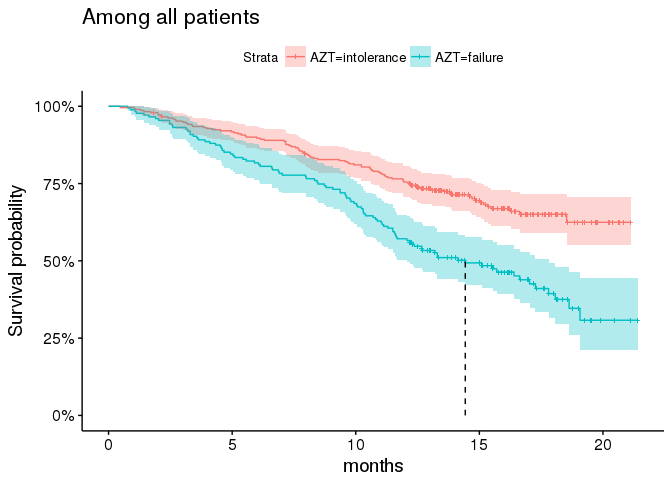 Among all patients
Strata AZT=intolerance AZT=failure
100%
75%
50%
25%
0%
Survival probability
0 5 10 15 20
months